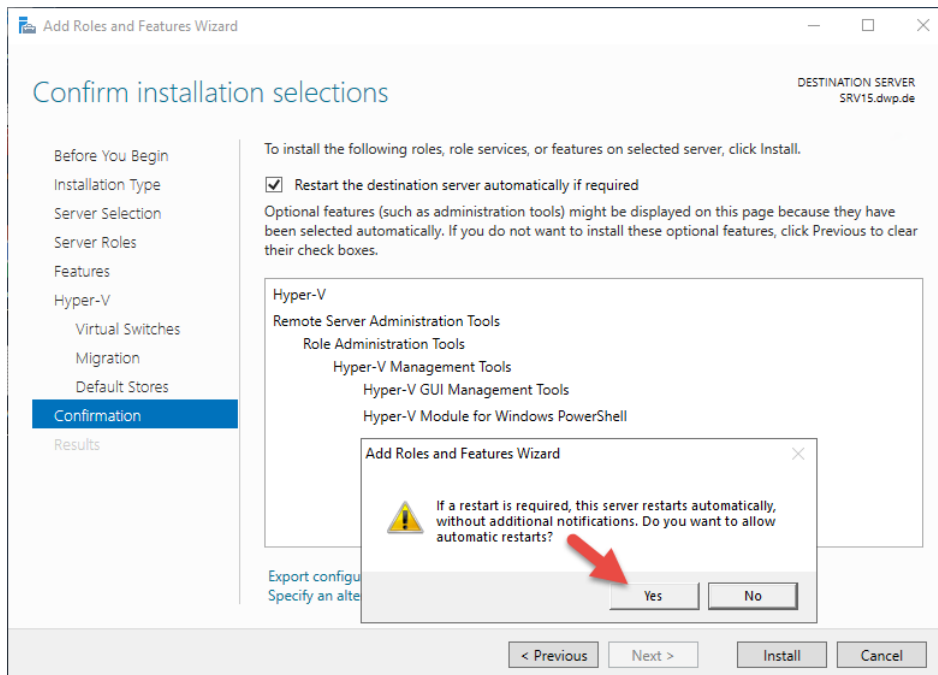 Add Roles and Features Wizard
Confirm installation selections
DESTINATION SERVER
SRV15.dwp.de
Before You Begin
Installation Type
Server Selection
Server Roles
Features
Hyper-V
Virtual Switches
Migration
Default Stores
Confirmation
Results
To install the following roles, role services, or features on selected server, click Install.
Restart the destination server automatically if required
Optional features (such as administration tools) might be displayed on this page because they have
been selected automatically. If you do not want to install these optional features, click Previous to clear
their check boxes.
Hyper-V
Remote Server Administration Tools
Role Administration Tools
Hyper-V Management Tools
Hyper-V GUI Management Tools
Hyper-V Module for Windows PowerShell
Add Roles and Features Wizard
If a restart is required, this server restarts automatically,
without additional notifications. Do you want to allow
automatic restarts?
Yes
No
Export configu
Specify an alte
< Previous
Next >
Install
Cancel